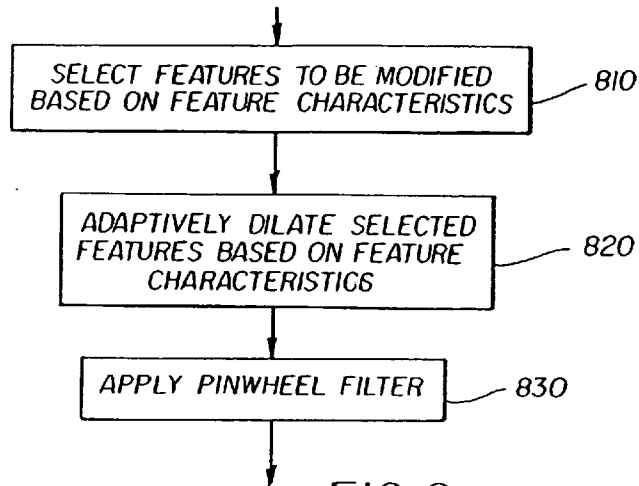 SELECT FEATURES TO BE MODIFIED
BASED ON FEATURE CHARACTERISTICS
810
ADAPTIVELY DILATE SELECTED
FEATURES BASED ON FEATURE
CHARACTERISTICS
820
APPLY PINWHEEL FILTER
830